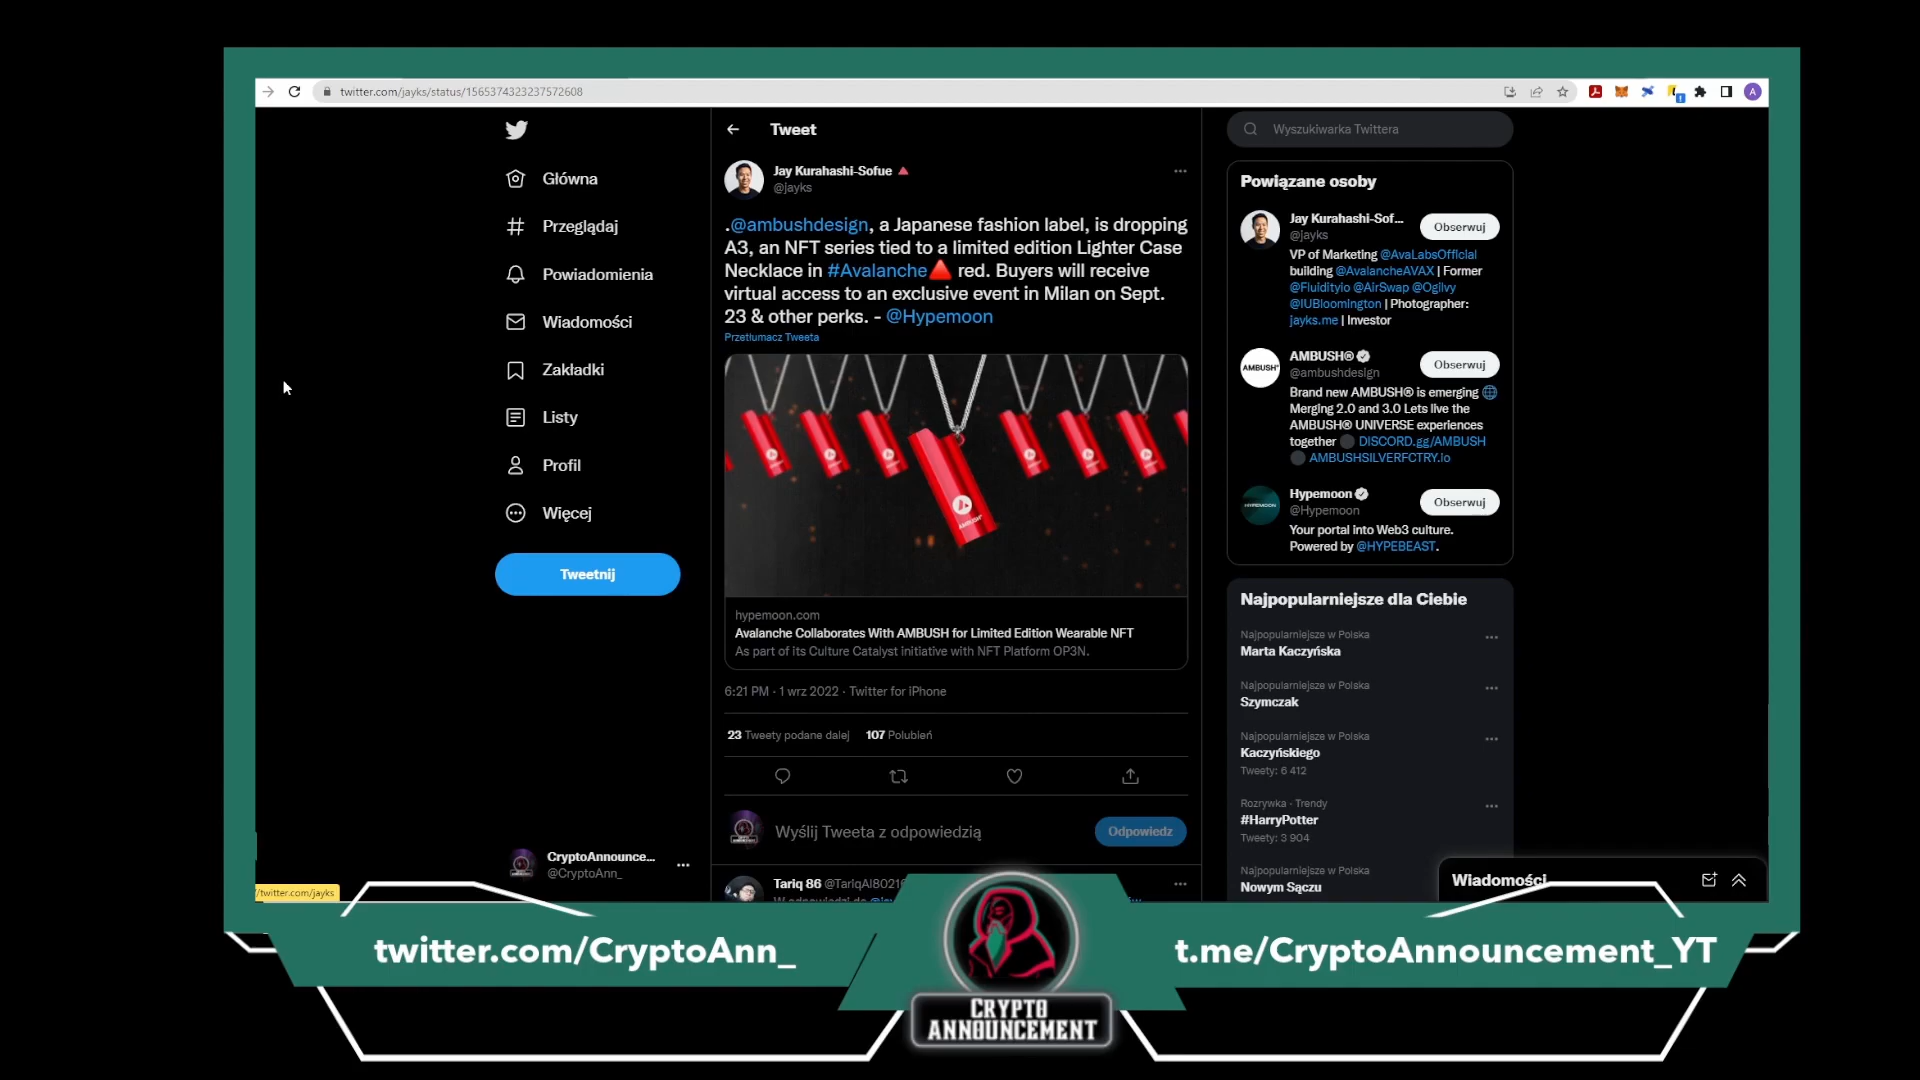 twitter.com/jayks/status/1565374323237572608
A
Główna
Przeglądaj
Powiadomienia
Wiadomości
Zakładki
Listy
Profil
Więcej
Tweetnij
CryptoAnnounce...
@CryptoAnn_
/twitter.com/jayks
Tweet
Jay Kurahashi-Sofue
@jayks
.@ambushdesign, a Japanese fashion label, is dropping
A3, an NFT series tied to a limited edition Lighter Case
Necklace in #Avalanche red. Buyers will receive
virtual access to an exclusive event in Milan on Sept.
23 & other perks. - @Hypemoon
Przetłumacz Tweeta
AMBUSH®
hypemoon.com
Avalanche Collaborates With AMBUSH for Limited Edition Wearable NFT
As part of its Culture Catalyst initiative with NFT Platform OP3N.
6:21 PM · 1 wrz 2022 · Twitter for iPhone
23 Tweety podane dalej 107 Polubień
Wyślij Tweeta z odpowiedzią
Odpowiedz
Tariq 86
W odpowiedzi do
Wyszukiwarka Twittera
Powiązane osoby
Jay Kurahashi-Sof...
@jayks
Obserwuj
VP of Marketing @AvaLabsOfficial
building @AvalancheAVAX | Former
@Fluidityio @AirSwap @Ogilvy
@IUBloomington | Photographer:
jayks.me | Investor
AMBUSH®
AMBUSH®
@ambushdesign
Obserwuj
Brand new AMBUSH® is emerging
Merging 2.0 and 3.0 Lets live the
AMBUSH® UNIVERSE experiences
together DISCORD.gg/AMBUSH
AMBUSHSILVERFCTRY.io
HYPEMOON
Hypemoon
@Hypemoon
Obserwuj
Your portal into Web3 culture.
Powered by @HYPEBEAST.
Najpopularniejsze dla Ciebie
Najpopularniejsze w Polska
Marta Kaczyńska
Najpopularniejsze w Polska
Szymczak
Najpopularniejsze w Polska
Kaczyńskiego
Tweety: 6 412
Rozrywka · Trendy
#HarryPotter
Tweety: 3 904
Najpopularniejsze w Polska
Nowym Sączu
Wiadomości
twitter.com/CryptoAnn_
CRYPTO
ANNOUNCEMENT
t.me/CryptoAnnouncement_YT